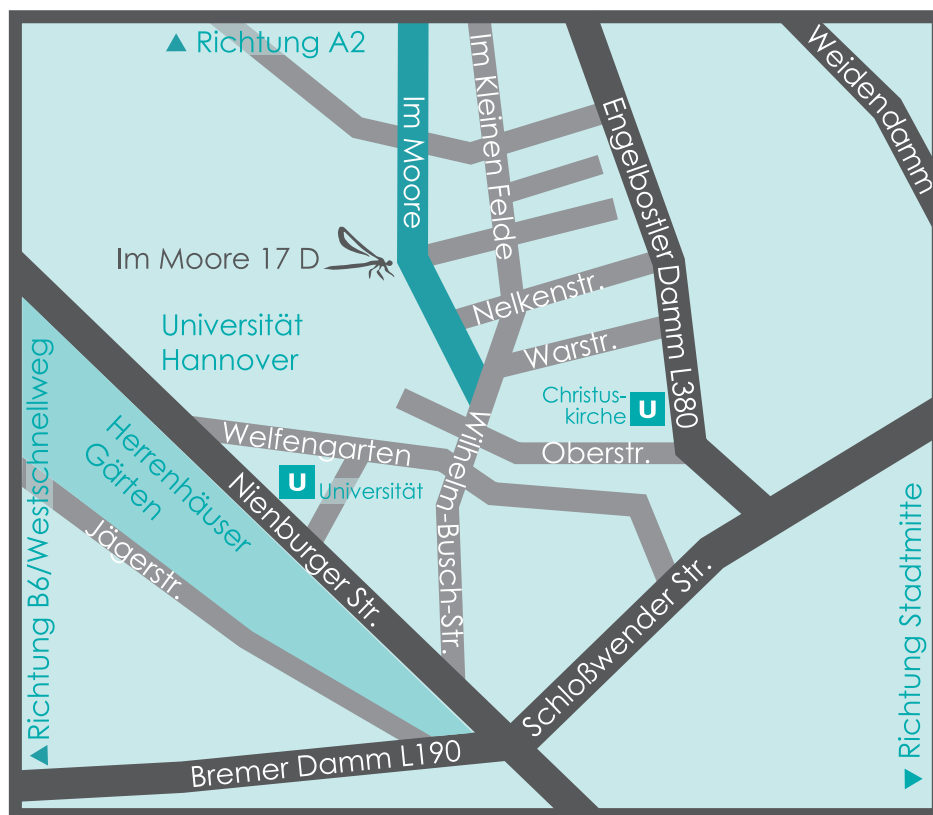 ▲ Richtung A2
Im Moore
Im Kleinen Felde
Engelbostler Damm L380
Weidendamm
Im Moore 17 D
Nelkenstr.
Universität
Hannover
Warstr.
Christus-
kirche
U
Oberstr.
Welfengarten
Wilhelm-Busch-Str.
U
Universität
Herrenhäuser
Gärten
Nienburger Str.
Jägerstr.
▲ Richtung B6/Westschnellweg
Schloßwender Str.
▼ Richtung Stadtmitte
Bremer Damm L190